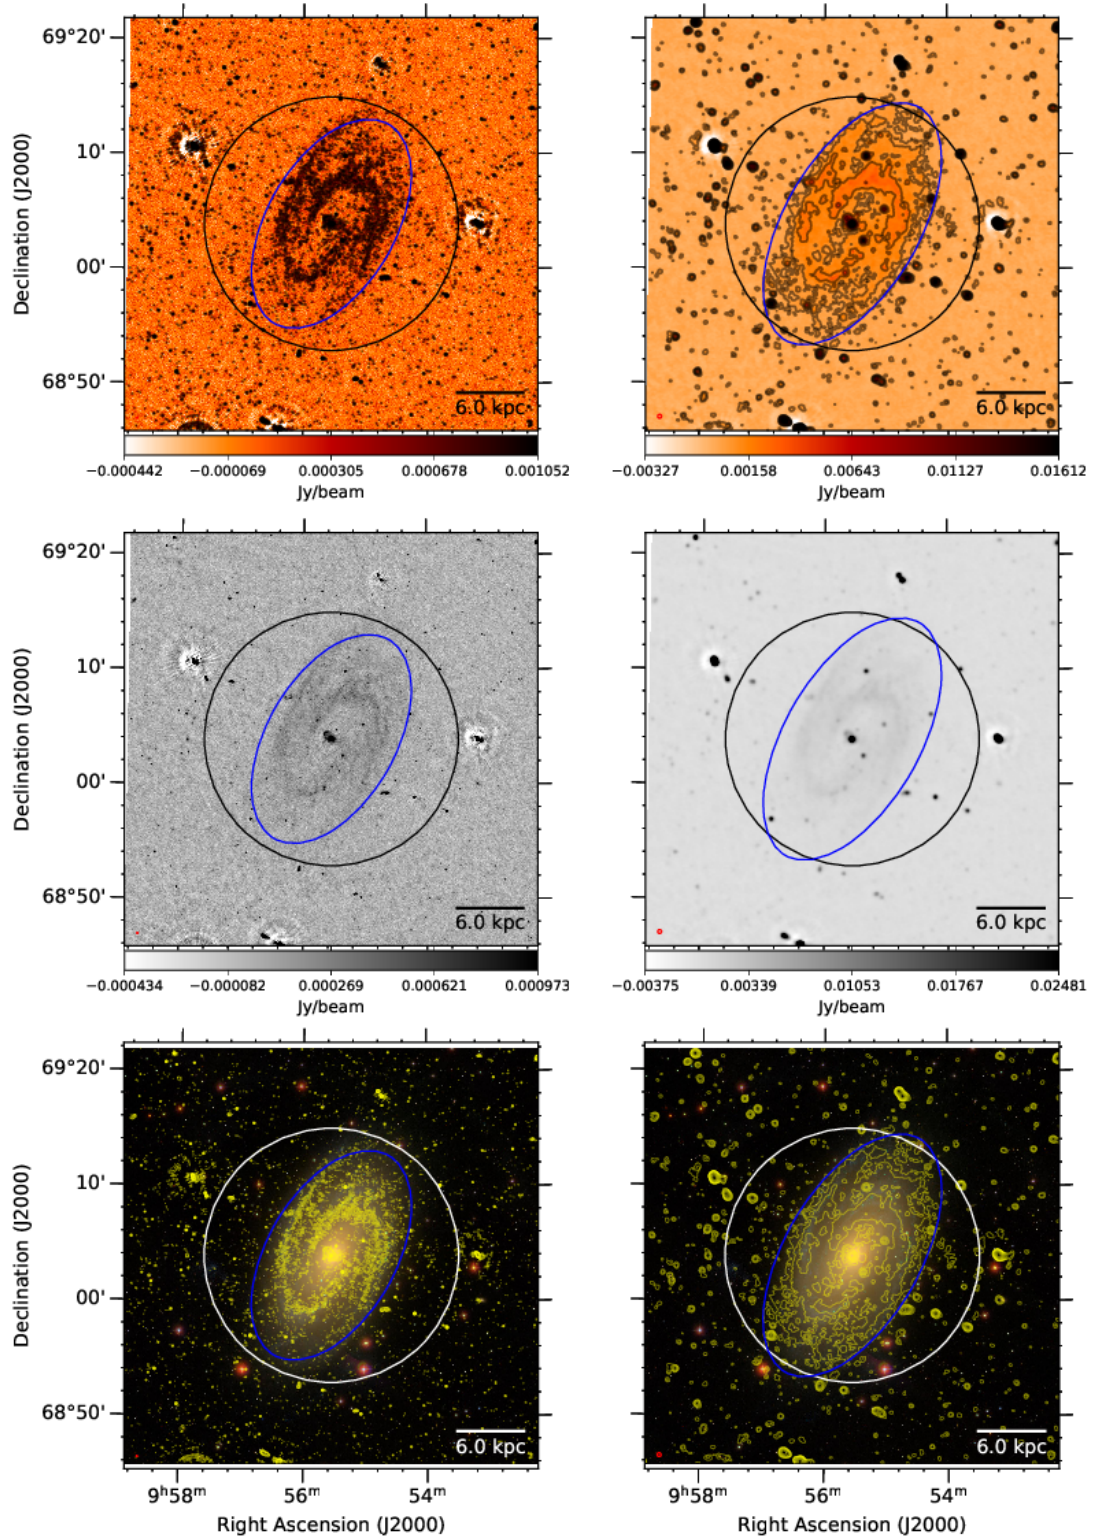 69°20'
10'
00'
68°50'
Declination (J2000)
6.0 kpc
6.0 kpc
−0.000442 −0.000069 0.000305 0.000678 0.001052
Jy/beam
−0.00327 0.00158 0.00643 0.01127 0.01612
Jy/beam
69°20'
10'
00'
68°50'
Declination (J2000)
6.0 kpc
6.0 kpc
−0.000434 −0.000082 0.000269 0.000621 0.000973
Jy/beam
−0.00375 0.00339 0.01053 0.01767 0.02481
Jy/beam
69°20'
10'
00'
68°50'
Declination (J2000)
6.0 kpc
6.0 kpc
9ʰ58ᵐ 56ᵐ 54ᵐ
Right Ascension (J2000)
9ʰ58ᵐ 56ᵐ 54ᵐ
Right Ascension (J2000)